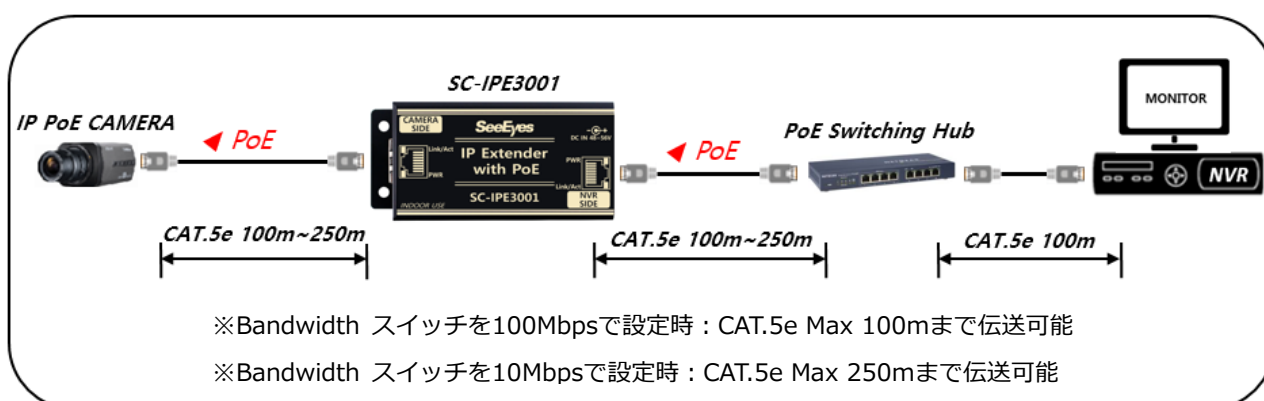 SC-IPE3001
IP PoE CAMERA
PoE
CAMERA
SIDE
SeeEyes
DC IN 48~56V
Link/Act
IP Extender
with PoE
PWR
PWR
Link/Act
SC-IPE3001
INDOOR USE
NVR
SIDE
PoE
PoE Switching Hub
MONITOR
NVR
CAT.5e 100m~250m
CAT.5e 100m~250m
CAT.5e 100m
※Bandwidth スイッチを100Mbpsで設定時：CAT.5e Max 100mまで伝送可能
※Bandwidth スイッチを10Mbpsで設定時：CAT.5e Max 250mまで伝送可能